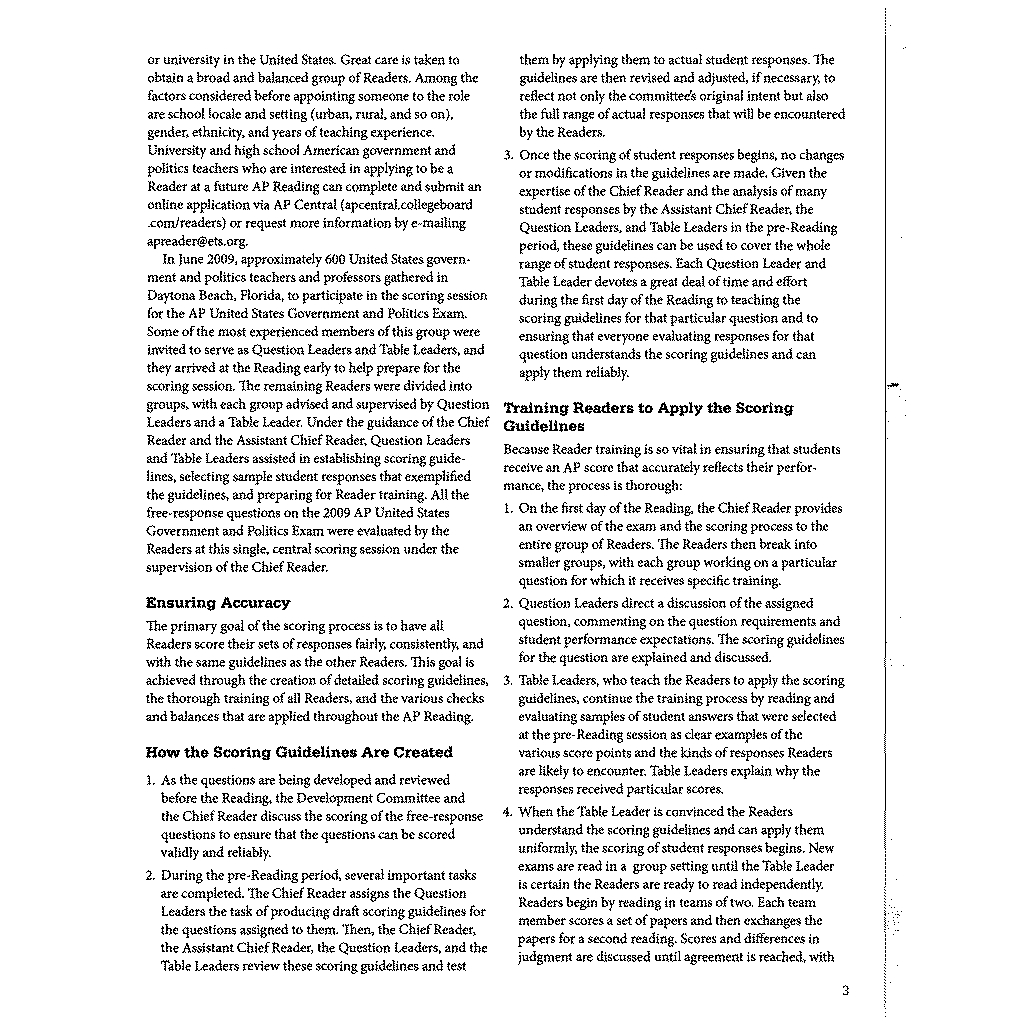 or university in the United States. Great care is taken to
obtain a broad and balanced group of Readers. Among the
factors considered before appointing someone to the role
are school locale and setting (urban, rural, and so on),
gender, ethnicity, and years of teaching experience.
University and high school American government and
politics teachers who are interested in applying to be a
Reader at a future AP Reading can complete and submit an
online application via AP Central (apcentral.collegeboard
.com/readers) or request more information by e-mailing
apreader@ets.org.
In June 2009, approximately 600 United States govern-
ment and politics teachers and professors gathered in
Daytona Beach, Florida, to participate in the scoring session
for the AP United States Government and Politics Exam.
Some of the most experienced members of this group were
invited to serve as Question Leaders and Table Leaders, and
they arrived at the Reading early to help prepare for the
scoring session. The remaining Readers were divided into
groups, with each group advised and supervised by Question
Leaders and a Table Leader. Under the guidance of the Chief
Reader and the Assistant Chief Reader, Question Leaders
and Table Leaders assisted in establishing scoring guide-
lines, selecting sample student responses that exemplified
the guidelines, and preparing for Reader training. All the
free-response questions on the 2009 AP United States
Government and Politics Exam were evaluated by the
Readers at this single, central scoring session under the
supervision of the Chief Reader.
Ensuring Accuracy
The primary goal of the scoring process is to have all
Readers score their sets of responses fairly, consistently, and
with the same guidelines as the other Readers. This goal is
achieved through the creation of detailed scoring guidelines,
the thorough training of all Readers, and the various checks
and balances that are applied throughout the AP Reading.
How the Scoring Guidelines Are Created
1. As the questions are being developed and reviewed
before the Reading, the Development Committee and
the Chief Reader discuss the scoring of the free-response
questions to ensure that the questions can be scored
validly and reliably.
2. During the pre-Reading period, several important tasks
are completed. The Chief Reader assigns the Question
Leaders the task of producing draft scoring guidelines for
the questions assigned to them. Then, the Chief Reader,
the Assistant Chief Reader, the Question Leaders, and the
Table Leaders review these scoring guidelines and test
them by applying them to actual student responses. The
guidelines are then revised and adjusted, if necessary, to
reflect not only the committee's original intent but also
the full range of actual responses that will be encountered
by the Readers.
3. Once the scoring of student responses begins, no changes
or modifications in the guidelines are made. Given the
expertise of the Chief Reader and the analysis of many
student responses by the Assistant Chief Reader, the
Question Leaders, and Table Leaders in the pre-Reading
period, these guidelines can be used to cover the whole
range of student responses. Each Question Leader and
Table Leader devotes a great deal of time and effort
during the first day of the Reading to teaching the
scoring guidelines for that particular question and to
ensuring that everyone evaluating responses for that
question understands the scoring guidelines and can
apply them reliably.
Training Readers to Apply the Scoring
Guidelines
Because Reader training is so vital in ensuring that students
receive an AP score that accurately reflects their perfor-
mance, the process is thorough:
1. On the first day of the Reading, the Chief Reader provides
an overview of the exam and the scoring process to the
entire group of Readers. The Readers then break into
smaller groups, with each group working on a particular
question for which it receives specific training.
2. Question Leaders direct a discussion of the assigned
question, commenting on the question requirements and
student performance expectations. The scoring guidelines
for the question are explained and discussed.
3. Table Leaders, who teach the Readers to apply the scoring
guidelines, continue the training process by reading and
evaluating samples of student answers that were selected
at the pre-Reading session as clear examples of the
various score points and the kinds of responses Readers
are likely to encounter. Table Leaders explain why the
responses received particular scores.
4. When the Table Leader is convinced the Readers
understand the scoring guidelines and can apply them
uniformly, the scoring of student responses begins. New
exams are read in a group setting until the Table Leader
is certain the Readers are ready to read independently.
Readers begin by reading in teams of two. Each team
member scores a set of papers and then exchanges the
papers for a second reading. Scores and differences in
judgment are discussed until agreement is reached, with
3